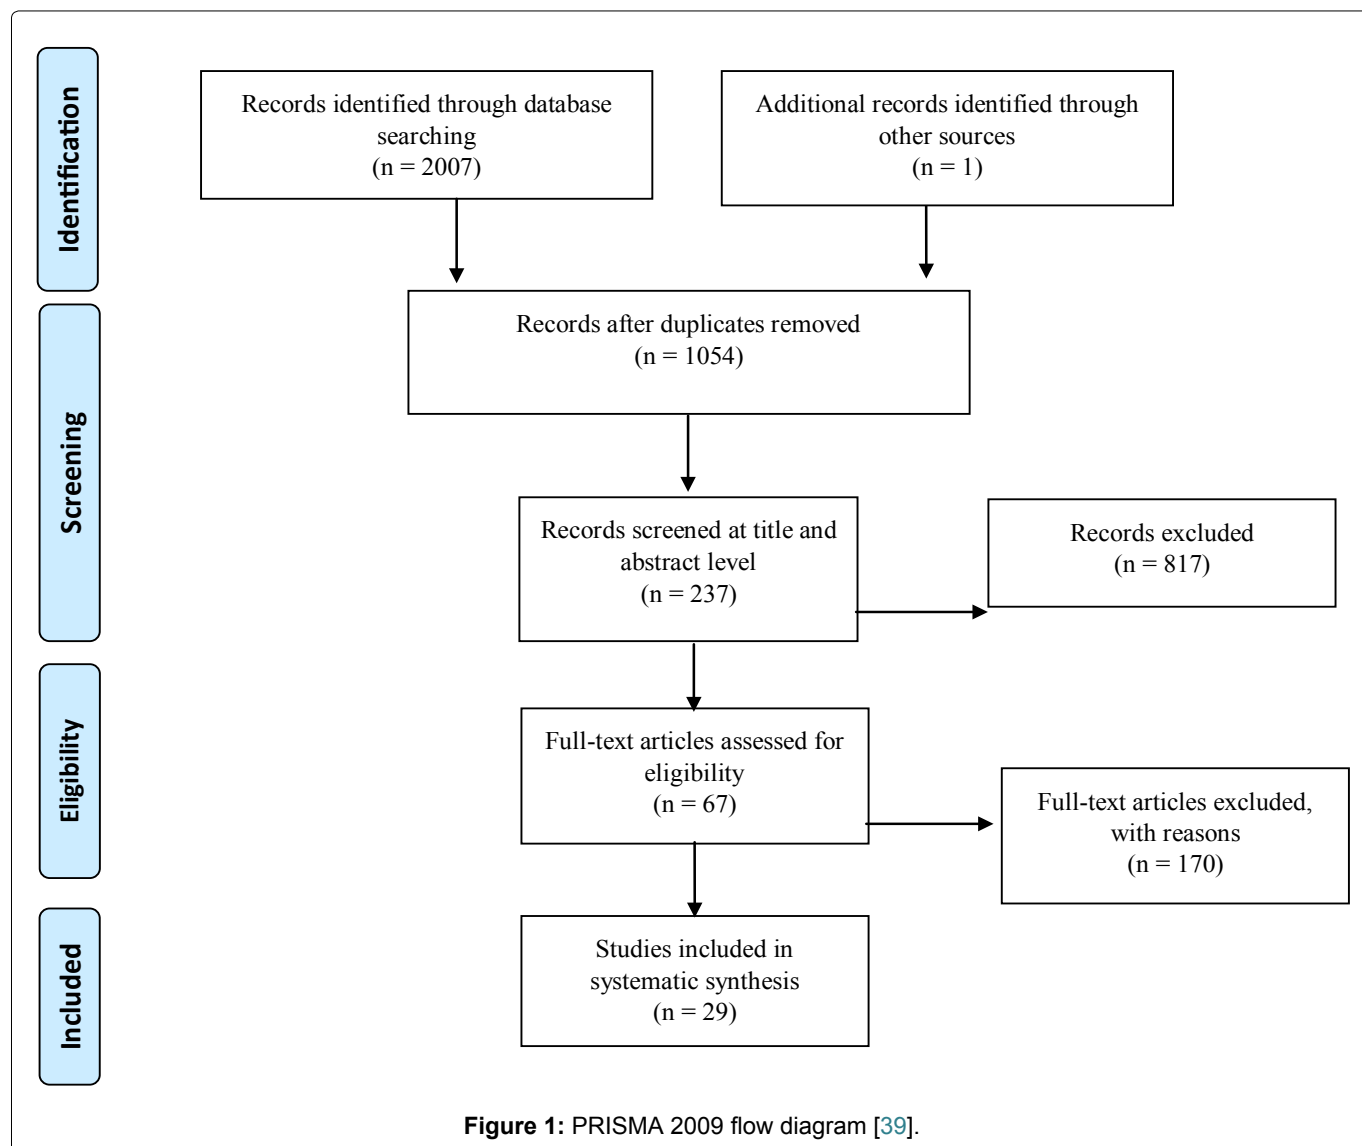 Identification
Records identified through database
searching
(n = 2007)
Additional records identified through
other sources
(n = 1)
Screening
Records after duplicates removed
(n = 1054)
Records screened at title and
abstract level
(n = 237)
Records excluded
(n = 817)
Eligibility
Full-text articles assessed for
eligibility
(n = 67)
Full-text articles excluded,
with reasons
(n = 170)
Included
Studies included in
systematic synthesis
(n = 29)
Figure 1: PRISMA 2009 flow diagram [39].